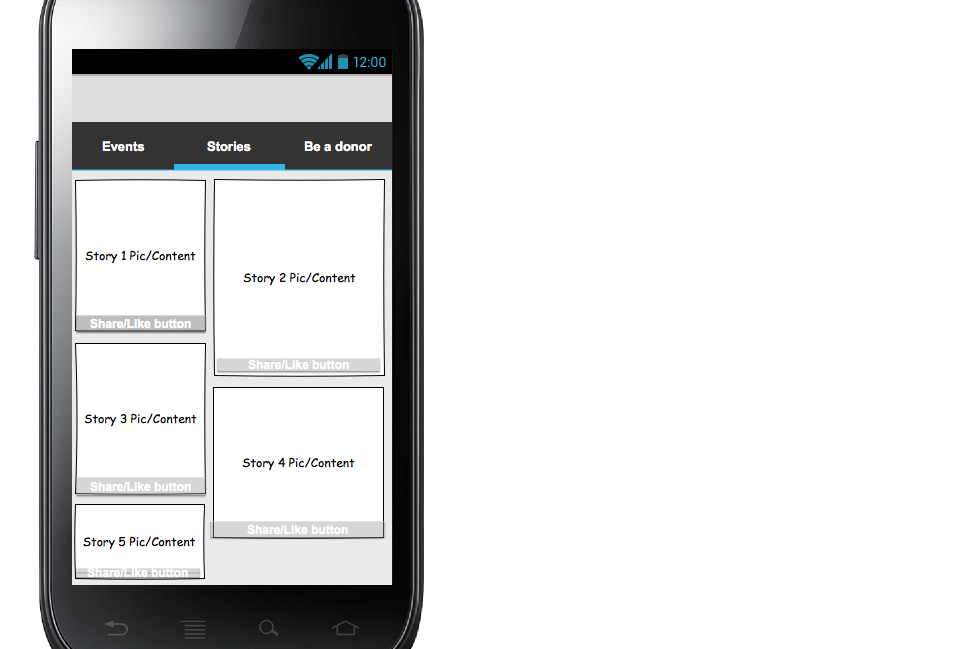 12:00
Events Stories Be a donor
Story 1 Pic/Content
Share/Like button
Story 2 Pic/Content
Share/Like button
Story 3 Pic/Content
Share/Like button
Story 4 Pic/Content
Share/Like button
Story 5 Pic/Content
Share/Like button